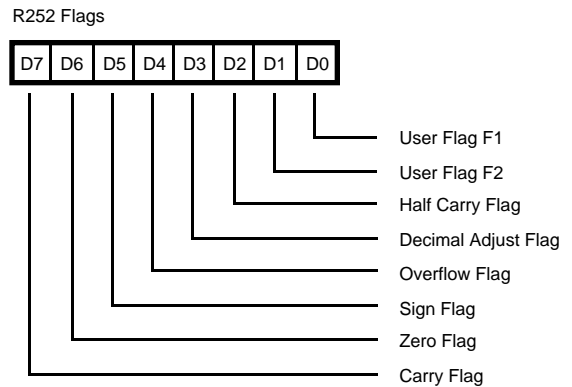 R252 Flags
D7 D6 D5 D4 D3 D2 D1 D0
User Flag F1
User Flag F2
Half Carry Flag
Decimal Adjust Flag
Overflow Flag
Sign Flag
Zero Flag
Carry Flag